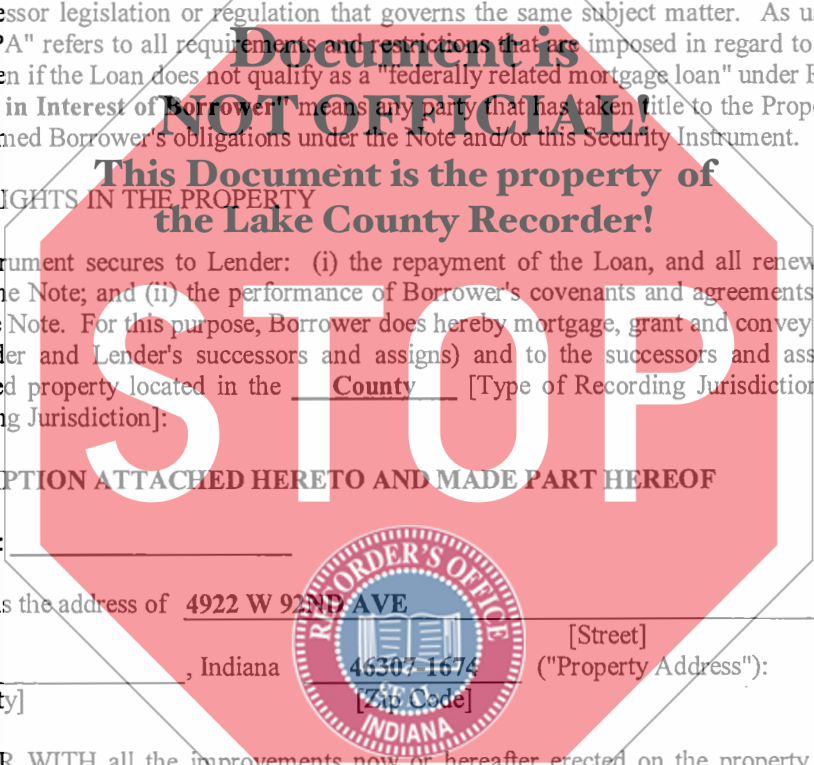 essor legislation or regulation that governs the same subject matter. As u
"A" refers to all requirements and restrictions that are imposed in regard to
en if the Loan does not qualify as a "federally related mortgage loan" under
in Interest of Borrower" means any party that has taken title to the Prop
med Borrower's obligations under the Note and/or this Security Instrument.
Document is
NOT OFFICIAL!
This Document is the property of
the Lake County Recorder!
IGHTS IN THE PROPERTY
rument secures to Lender: (i) the repayment of the Loan, and all renew
he Note; and (ii) the performance of Borrower's covenants and agreements
Note. For this purpose, Borrower does hereby mortgage, grant and convey
der and Lender's successors and assigns) and to the successors and ass
d property located in the County [Type of Recording Jurisdiction
ng Jurisdiction]:
STOP
PTION ATTACHED HERETO AND MADE PART HEREOF
:
s the address of 4922 W 92ND AVE
[Street]
, Indiana 46307-1674 ("Property Address"):
ty] [Zip Code]
RECORDER'S OFFICE
SEAL
INDIANA
R WITH all the improvements now or hereafter erected on the property